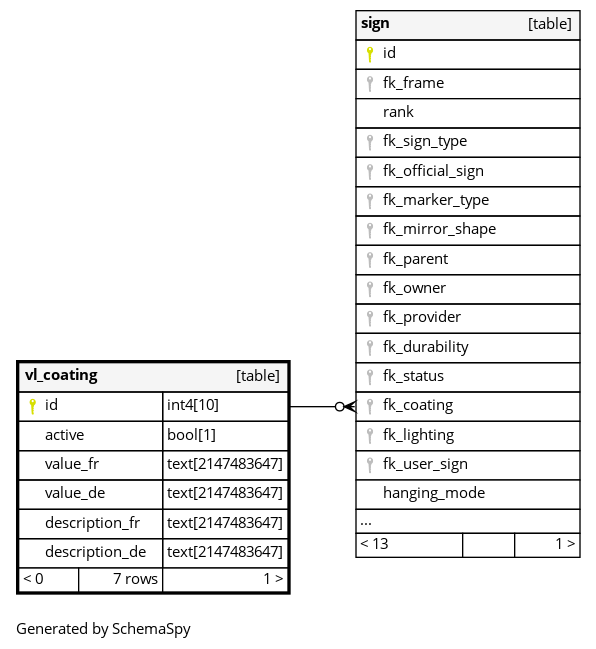 sign [table]
id
fk_frame
rank
fk_sign_type
fk_official_sign
fk_marker_type
fk_mirror_shape
fk_parent
fk_owner
fk_provider
fk_durability
fk_status
fk_coating
fk_lighting
fk_user_sign
hanging_mode
...
< 13 1 >
vl_coating [table]
id int4[10]
active bool[1]
value_fr text[2147483647]
value_de text[2147483647]
description_fr text[2147483647]
description_de text[2147483647]
< 0 7 rows 1 >
Generated by SchemaSpy